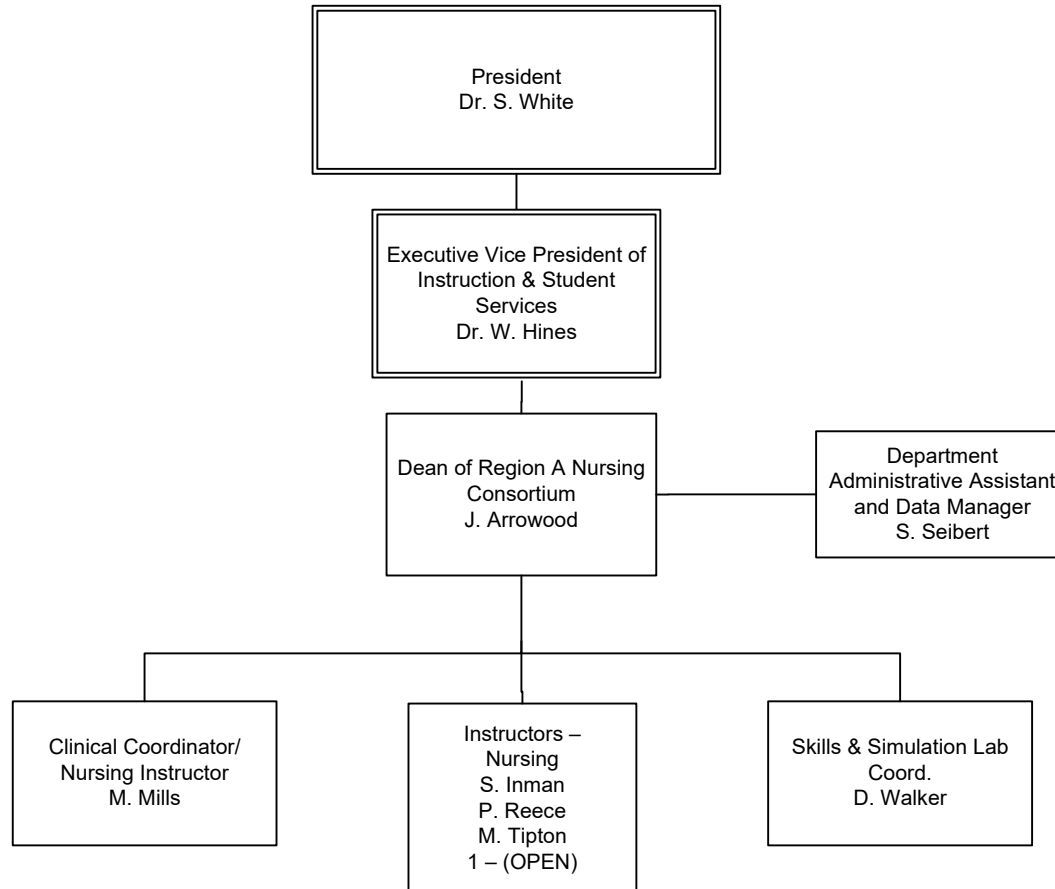 President
Dr. S. White
Executive Vice President of
Instruction & Student
Services
Dr. W. Hines
Dean of Region A Nursing
Consortium
J. Arrowood
Department
Administrative Assistant
and Data Manager
S. Seibert
Clinical Coordinator/
Nursing Instructor
M. Mills
Instructors –
Nursing
S. Inman
P. Reece
M. Tipton
1 – (OPEN)
Skills & Simulation Lab
Coord.
D. Walker